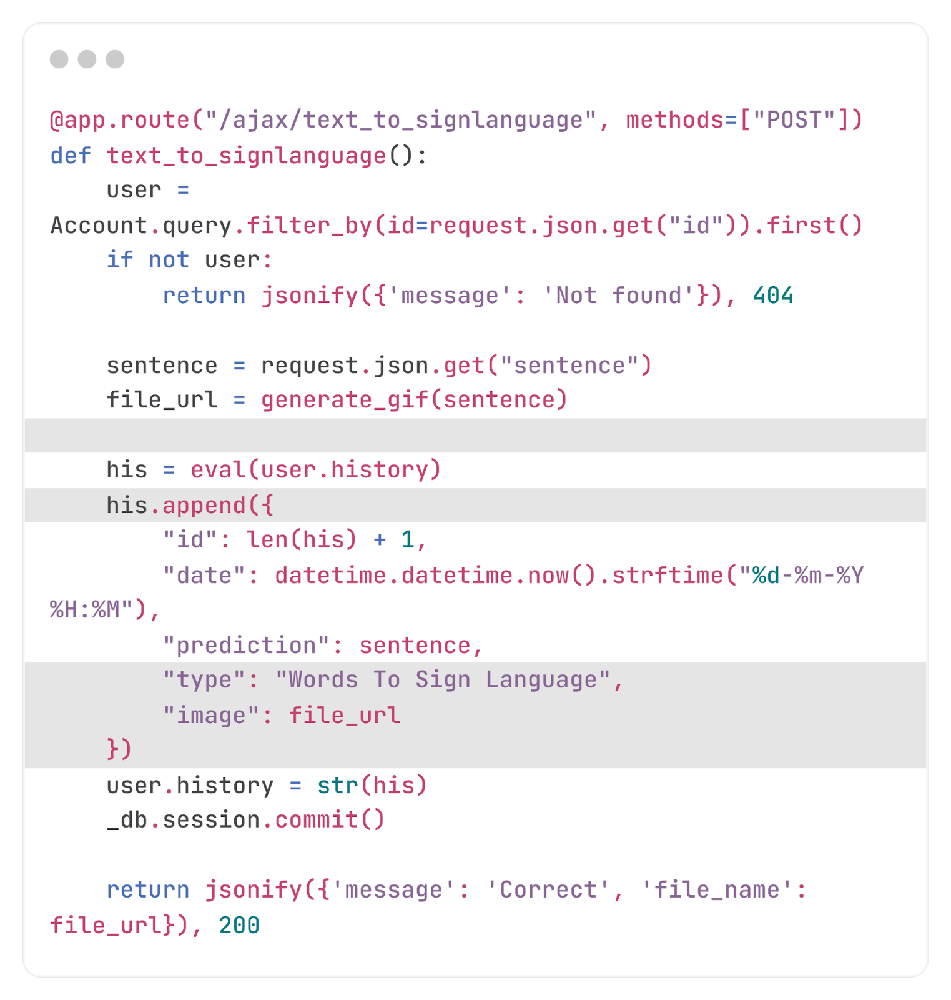 @app.route("/ajax/text_to_signlanguage", methods=["POST"])
def text_to_signlanguage():
    user =
Account.query.filter_by(id=request.json.get("id")).first()
    if not user:
        return jsonify({'message': 'Not found'}), 404

    sentence = request.json.get("sentence")
    file_url = generate_gif(sentence)

    his = eval(user.history)
    his.append({
        "id": len(his) + 1,
        "date": datetime.datetime.now().strftime("%d-%m-%Y
%H:%M"),
        "prediction": sentence,
        "type": "Words To Sign Language",
        "image": file_url
    })
    user.history = str(his)
    _db.session.commit()

    return jsonify({'message': 'Correct', 'file_name':
file_url}), 200